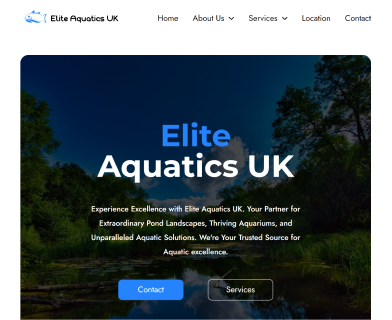 Elite Aquatics UK
Home
About Us
Services
Location
Contact
Elite
Aquatics UK
Experience Excellence with Elite Aquatics UK. Your Partner for
Extraordinary Pond Landscapes, Thriving Aquariums, and
Unparalleled Aquatic Solutions. We're Your Trusted Source for
Aquatic excellence.
Contact
Services